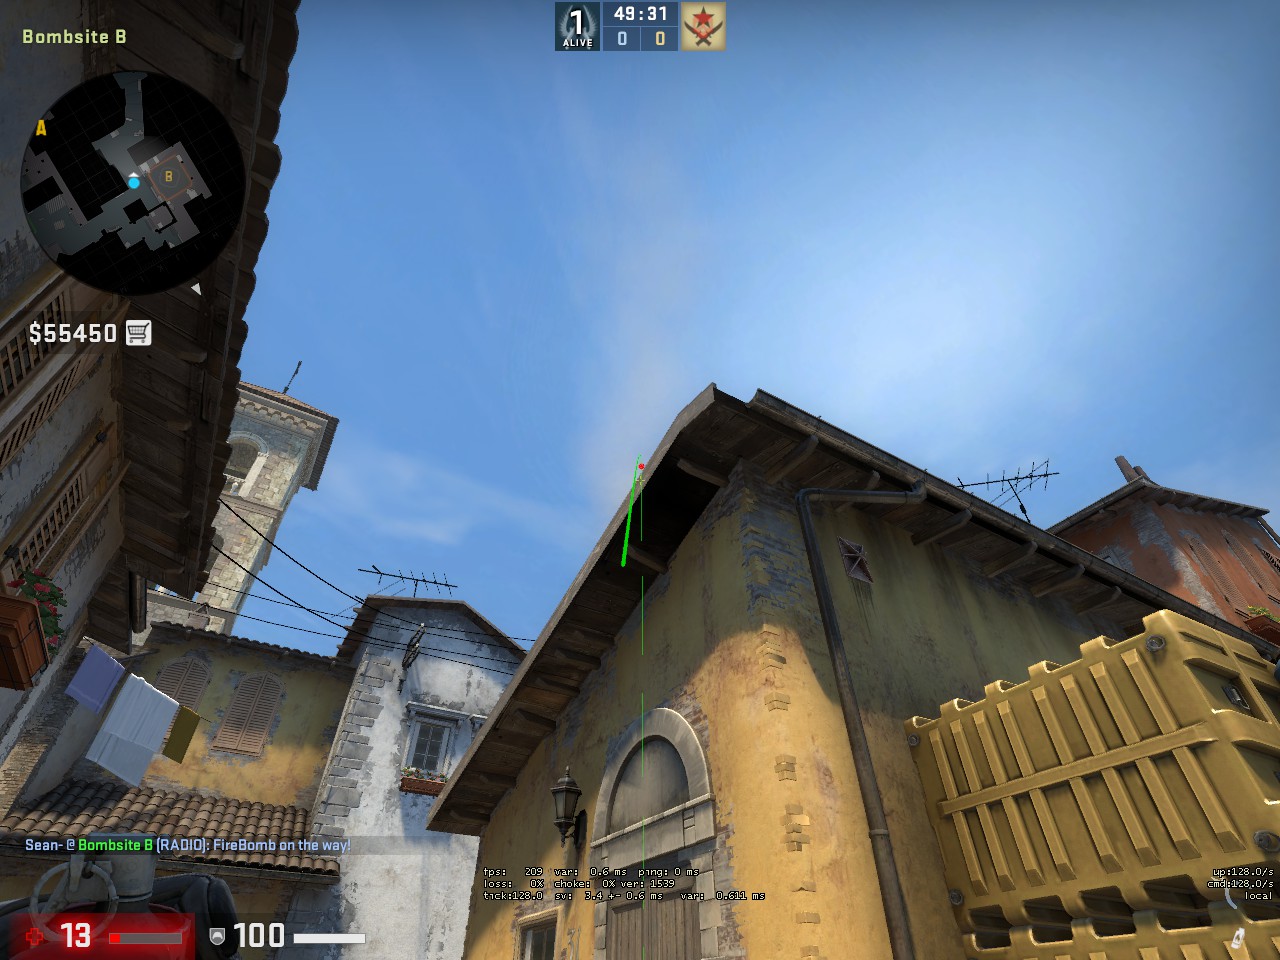 Bombsite B
1
ALIVE
49:31
0 0
A
B
$55450
Sean- @ Bombsite B (RADIO): FireBomb on the way!
fps: 209 var: 0.6 ms ping: 0 ms
loss: 0% choke: 0% ver: 1539
tick:128.0 sv: 3.4 +- 0.6 ms var: 0.611 ms
up:128.0/s
cmd:128.0/s
local
13 100